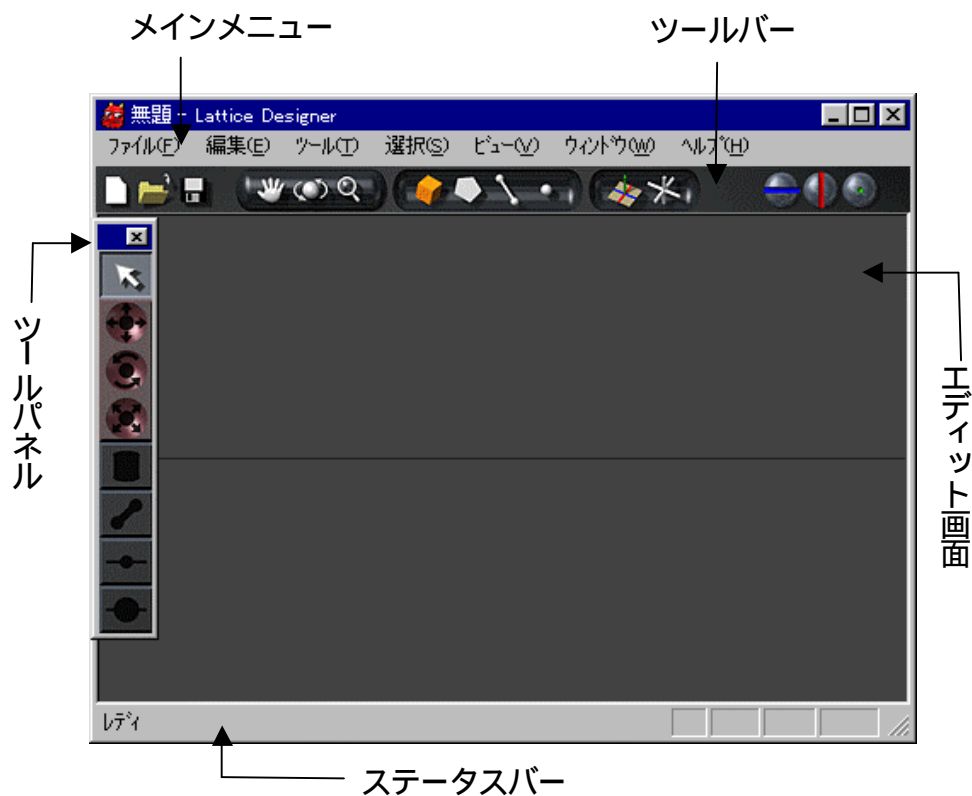 メインメニュー
ツールバー
無題 - Lattice Designer
ﾌｧｲﾙ(F) 編集(E) ﾂｰﾙ(T) 選択(S) ﾋﾞｭｰ(V) ｳｨﾝﾄﾞｳ(W) ﾍﾙﾌﾟ(H)
ツールパネル
エディット画面
ﾚﾃﾞｨ
ステータスバー